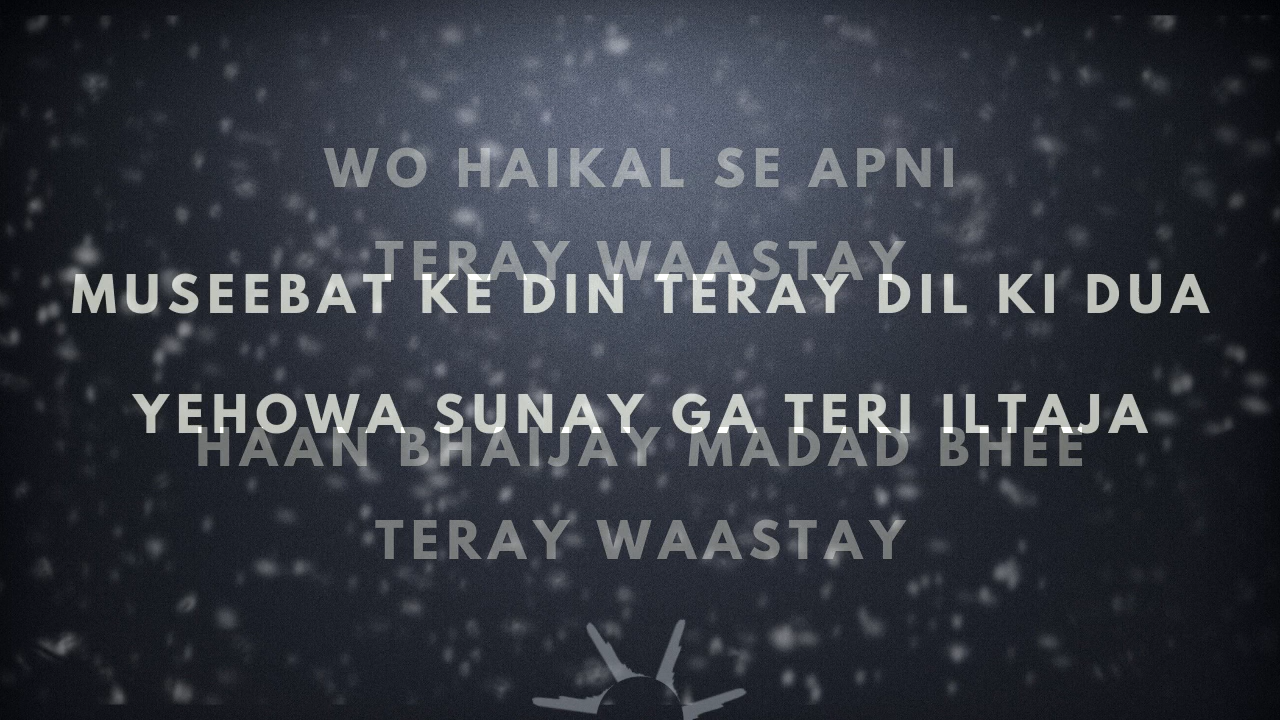 WO HAIKAL SE APNI
TERAY WAASTAY
MUSEEBAT KE DIN TERAY DIL KI DUA
YEHOWA SUNAY GA TERI ILTAJA
HAAN BHAIJAY MADAD BHEE
TERAY WAASTAY